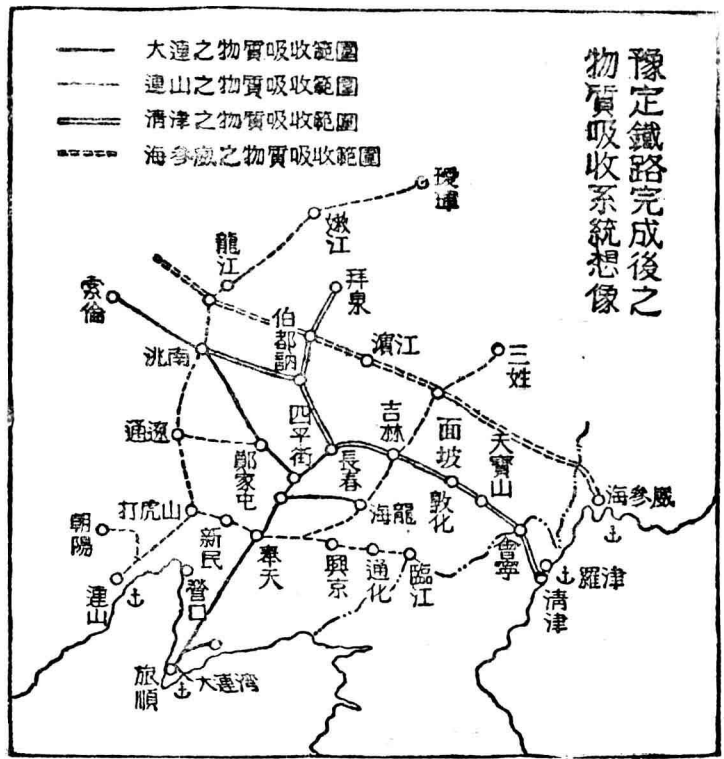 豫定鐵路完成後之
物質吸收系統想像
大連之物質吸收範圍
連山之物質吸收範圍
淸津之物質吸收範圍
海參崴之物質吸收範圍
璦琿
嫩江
龍江
拜泉
索倫
伯都訥
濱江
三姓
洮南
四平街
吉林
面坡
天寶山
通遼
鄭家屯
長春
敦化
海參崴
打虎山
海龍
朝陽
新民
奉天
會寧
興京
通化
臨江
羅津
連山
營口
淸津
旅順
大連湾